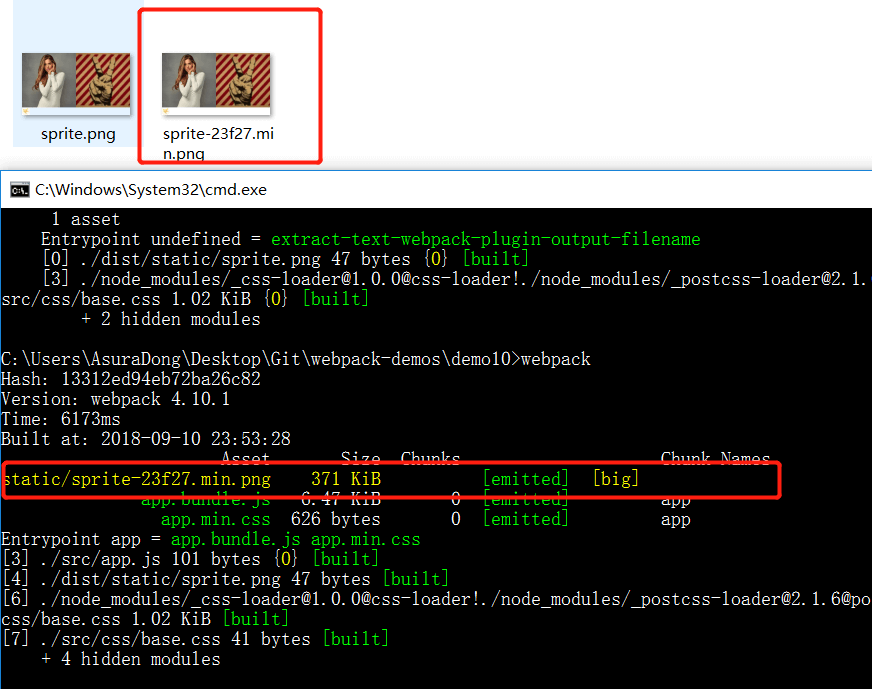 sprite.png
sprite-23f27.mi
n.png
C:\Windows\System32\cmd.exe
1 asset
Entrypoint undefined = extract-text-webpack-plugin-output-filename
[0] ./dist/static/sprite.png 47 bytes {0} [built]
[3] ./node_modules/_css-loader@1.0.0@css-loader!./node_modules/_postcss-loader@2.1.
src/css/base.css 1.02 KiB {0} [built]
+ 2 hidden modules
C:\Users\AsuraDong\Desktop\Git\webpack-demos\demo10>webpack
Hash: 13312ed94eb72ba26c82
Version: webpack 4.10.1
Time: 6173ms
Built at: 2018-09-10 23:53:28
Asset Size Chunks Chunk Names
static/sprite-23f27.min.png 371 KiB [emitted] [big]
app.bundle.js 6.47 KiB 0 [emitted] app
app.min.css 626 bytes 0 [emitted] app
Entrypoint app = app.bundle.js app.min.css
[3] ./src/app.js 101 bytes {0} [built]
[4] ./dist/static/sprite.png 47 bytes [built]
[6] ./node_modules/_css-loader@1.0.0@css-loader!./node_modules/_postcss-loader@2.1.6@po
css/base.css 1.02 KiB [built]
[7] ./src/css/base.css 41 bytes [built]
+ 4 hidden modules